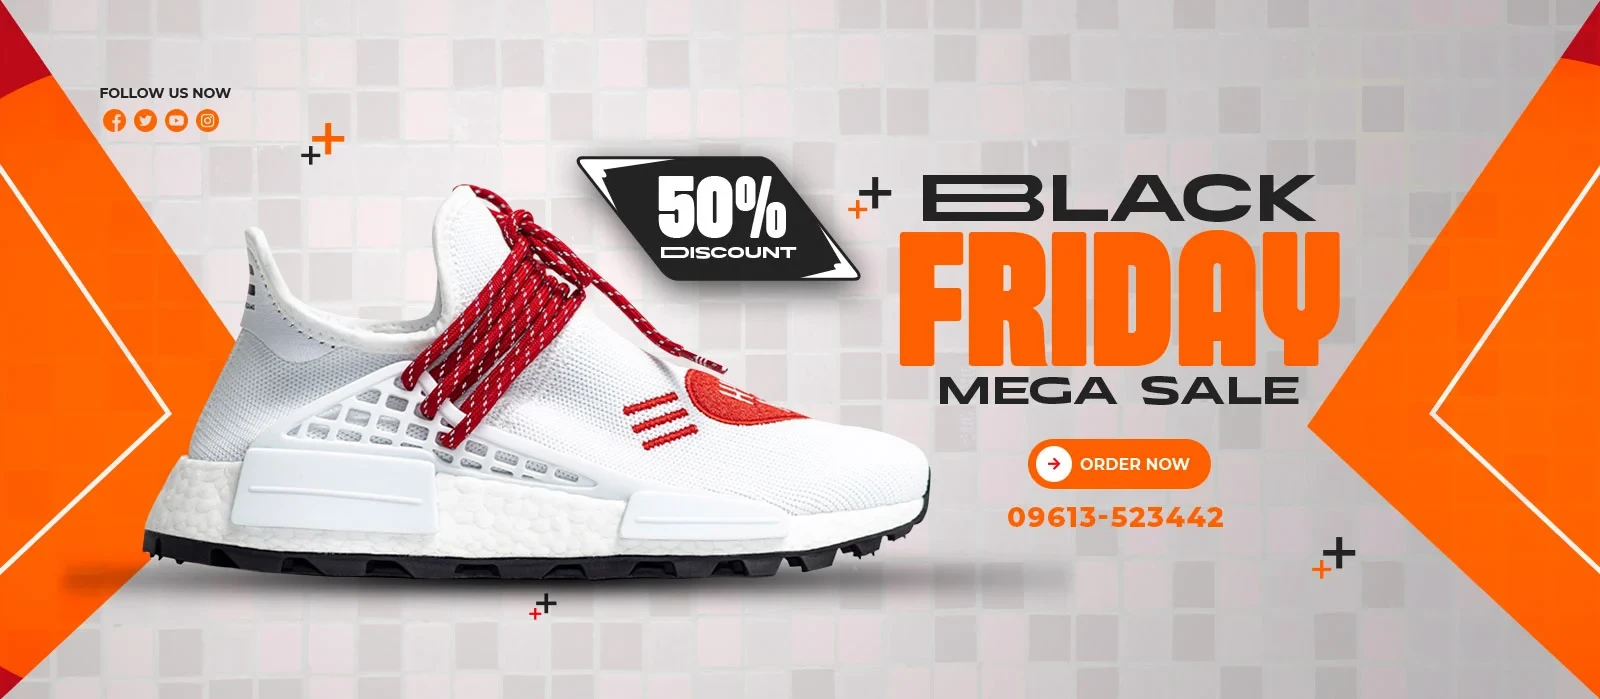 FOLLOW US NOW
50%
DISCOUNT
BLACK
FRIDAY
MEGA SALE
ORDER NOW
09613-523442